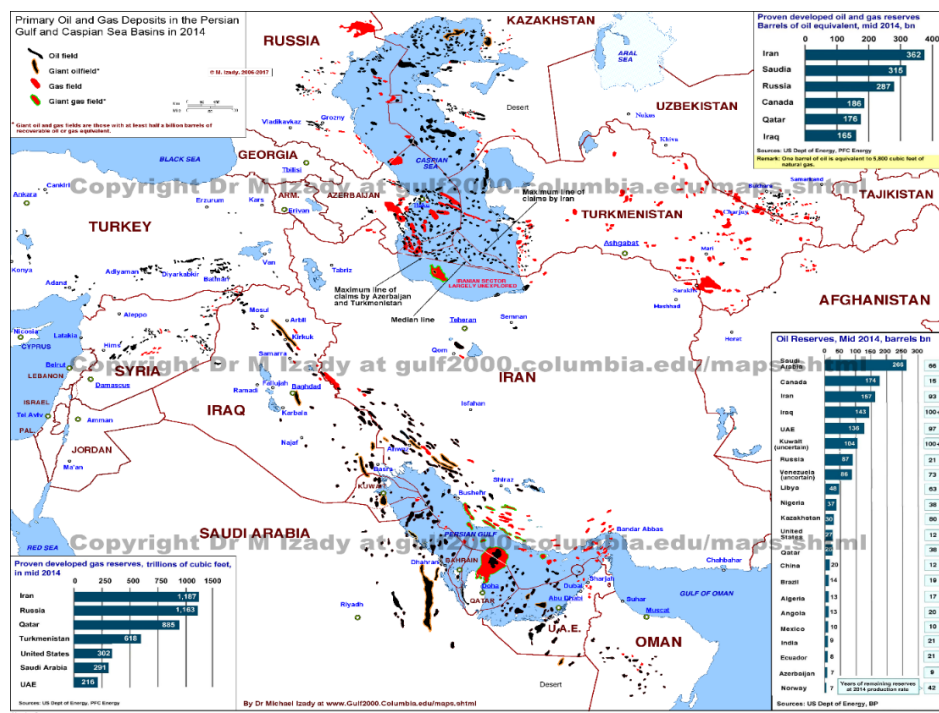 Primary Oil and Gas Deposits in the Persian
Gulf and Caspian Sea Basins in 2014
Oil field
Giant oilfield*
Gas field
Giant gas field*
© M. Izady, 2006-2017
* Giant oil and gas fields are those with at least half a billion barrels of
recoverable oil or gas equivalent.
RUSSIA
KAZAKHSTAN
ARAL
SEA
Desert
UZBEKISTAN
Nukus
Khiva
Vladikavkaz
Grozny
BLACK SEA
GEORGIA
Tbilisi
CASPIAN
SEA
Proven developed oil and gas reserves
Barrels of oil equivalent, mid 2014, bn
0 100 200 300 400
Iran 362
Saudia 315
Russia 287
Canada 186
Qatar 176
Iraq 165
Sources: US Dept of Energy, PFC Energy
Remark: One barrel of oil is equivalent to 5,800 cubic feet of
natural gas.
Copyright Dr M Izady at gulf2000.columbia.edu/maps.shtml
Ankara
Cankiri
Erzurum
Kars
ARM.
Erivan
AZERBAIJAN
Baku
Maximum line of
claims by Iran
Bukhara
Samarkand
Charjuy
TAJIKISTAN
TURKMENISTAN
TURKEY
Ashgabat
Mari
Konya
Adana
Adiyaman
Diyarbakir
Batman
Van
Tabriz
IRANIAN SECTOR
LARGELY UNEXPLORED
Maximum line of
claims by Azerbaijan
and Turkmenistan
Median line
Sarakhs
Mashhad
AFGHANISTAN
Herat
Nicosia
CYPRUS
Latakia
Aleppo
Mosul
Arbil
Kirkuk
Teheran
Semnan
Hims
Beirut
Samarra
Qom
Copyright Dr M Izady at gulf2000.columbia.edu/maps.shtml
LEBANON
SYRIA
Damascus
IRAN
ISRAEL
Tel Aviv
PAL.
Amman
Ramadi
Fallujah
Baghdad
Karbala
IRAQ
Najaf
Isfahan
JORDAN
Ma'an
Ahwaz
Basra
KUWAIT
Bushehr
Shiraz
SAUDI ARABIA
RED SEA
PERSIAN GULF
Bandar Abbas
Copyright Dr M Izady at gulf2000.columbia.edu/maps.shtml
Dhahran
BAHRAIN
Doha
QATAR
Dubai
Sharjah
Abu Dhabi
Chahbahar
GULF OF OMAN
Riyadh
Suhar
Muscat
U.A.E.
OMAN
Desert
Oil Reserves, Mid 2014, barrels bn
0 50 100 150 200 250 300
Saudi
Arabia 268 66
Canada 174 15
Iran 157 93
Iraq 143 100+
UAE 136 97
Kuwait
(uncertain) 104 100+
Russia 87 21
Venezuela
(uncertain) 88 73
Libya 48 63
Nigeria 37 38
Kazakhstan 30
United
States 12
Qatar 38
China 20 12
Brazil 14 19
Algeria 13 17
Angola 13 20
Mexico 10 10
India 9 21
Ecuador 8 21
Azerbaijan 7 9
Norway 7 42
Years of remaining reserves
at 2014 production rate
Sources: US Dept of Energy, BP
Proven developed gas reserves, trillions of cubic feet,
in mid 2014
0 250 500 1000 1500
Iran 1,187
Russia 1,163
Qatar 885
Turkmenistan 618
United States 302
Saudi Arabia 291
UAE 216
Sources: US Dept of Energy, PFC Energy
By Dr Michael Izady at www.Gulf2000.Columbia.edu/maps.shtml